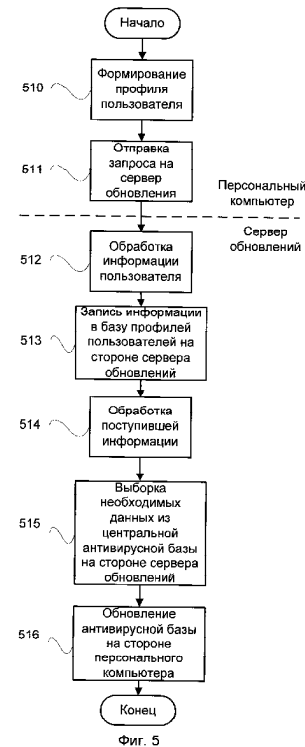 Начало
510
Формирование
профиля
пользователя
511
Отправка
запроса на
сервер
обновления
Персональный
компьютер
Сервер
обновлений
512
Обработка
информации
пользователя
513
Запись информации
в базу профилей
пользователей на
стороне сервера
обновлений
514
Обработка
поступившей
информации
515
Выборка
необходимых
данных из
центральной
антивирусной базы
на стороне сервера
обновлений
516
Обновление
антивирусной базы
на стороне
персонального
компьютера
Конец
Фиг. 5